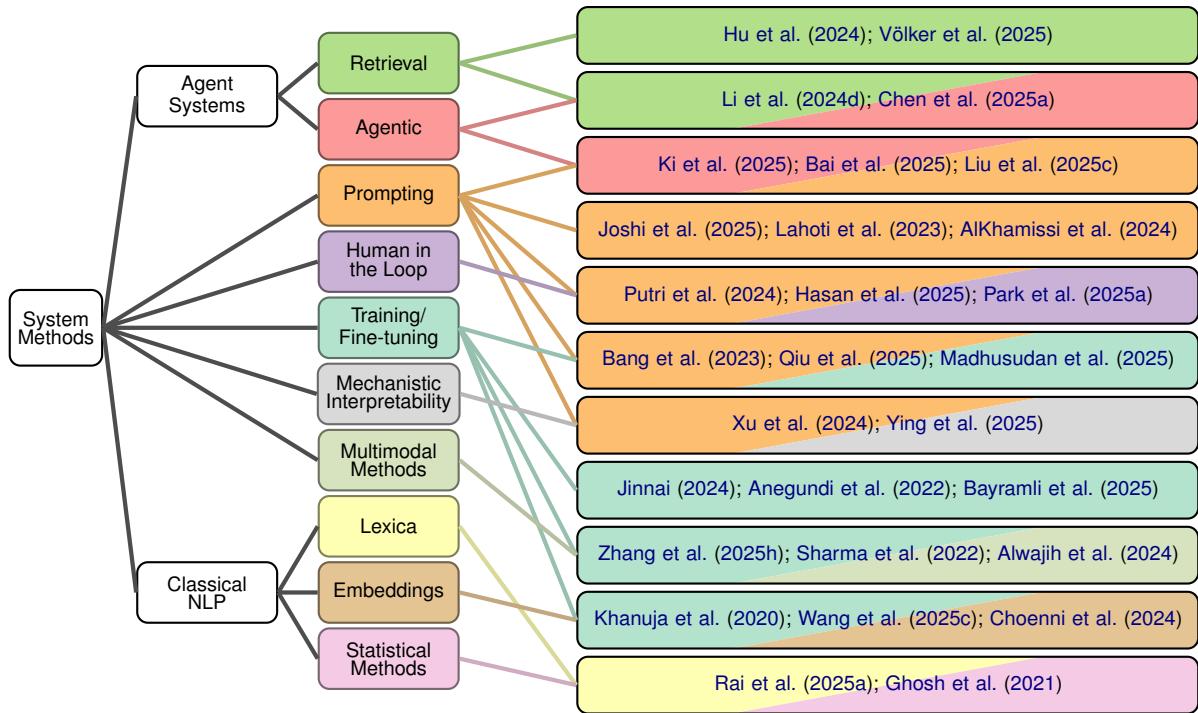 System
Methods
Agent
Systems
Classical
NLP
Retrieval
Agentic
Prompting
Human in
the Loop
Training/
Fine-tuning
Mechanistic
Interpretability
Multimodal
Methods
Lexica
Embeddings
Statistical
Methods
Hu et al. (2024); Völker et al. (2025)
Li et al. (2024d); Chen et al. (2025a)
Ki et al. (2025); Bai et al. (2025); Liu et al. (2025c)
Joshi et al. (2025); Lahoti et al. (2023); AlKhamissi et al. (2024)
Putri et al. (2024); Hasan et al. (2025); Park et al. (2025a)
Bang et al. (2023); Qiu et al. (2025); Madhusudan et al. (2025)
Xu et al. (2024); Ying et al. (2025)
Jinnai (2024); Anegundi et al. (2022); Bayramli et al. (2025)
Zhang et al. (2025h); Sharma et al. (2022); Alwajih et al. (2024)
Khanuja et al. (2020); Wang et al. (2025c); Choenni et al. (2024)
Rai et al. (2025a); Ghosh et al. (2021)